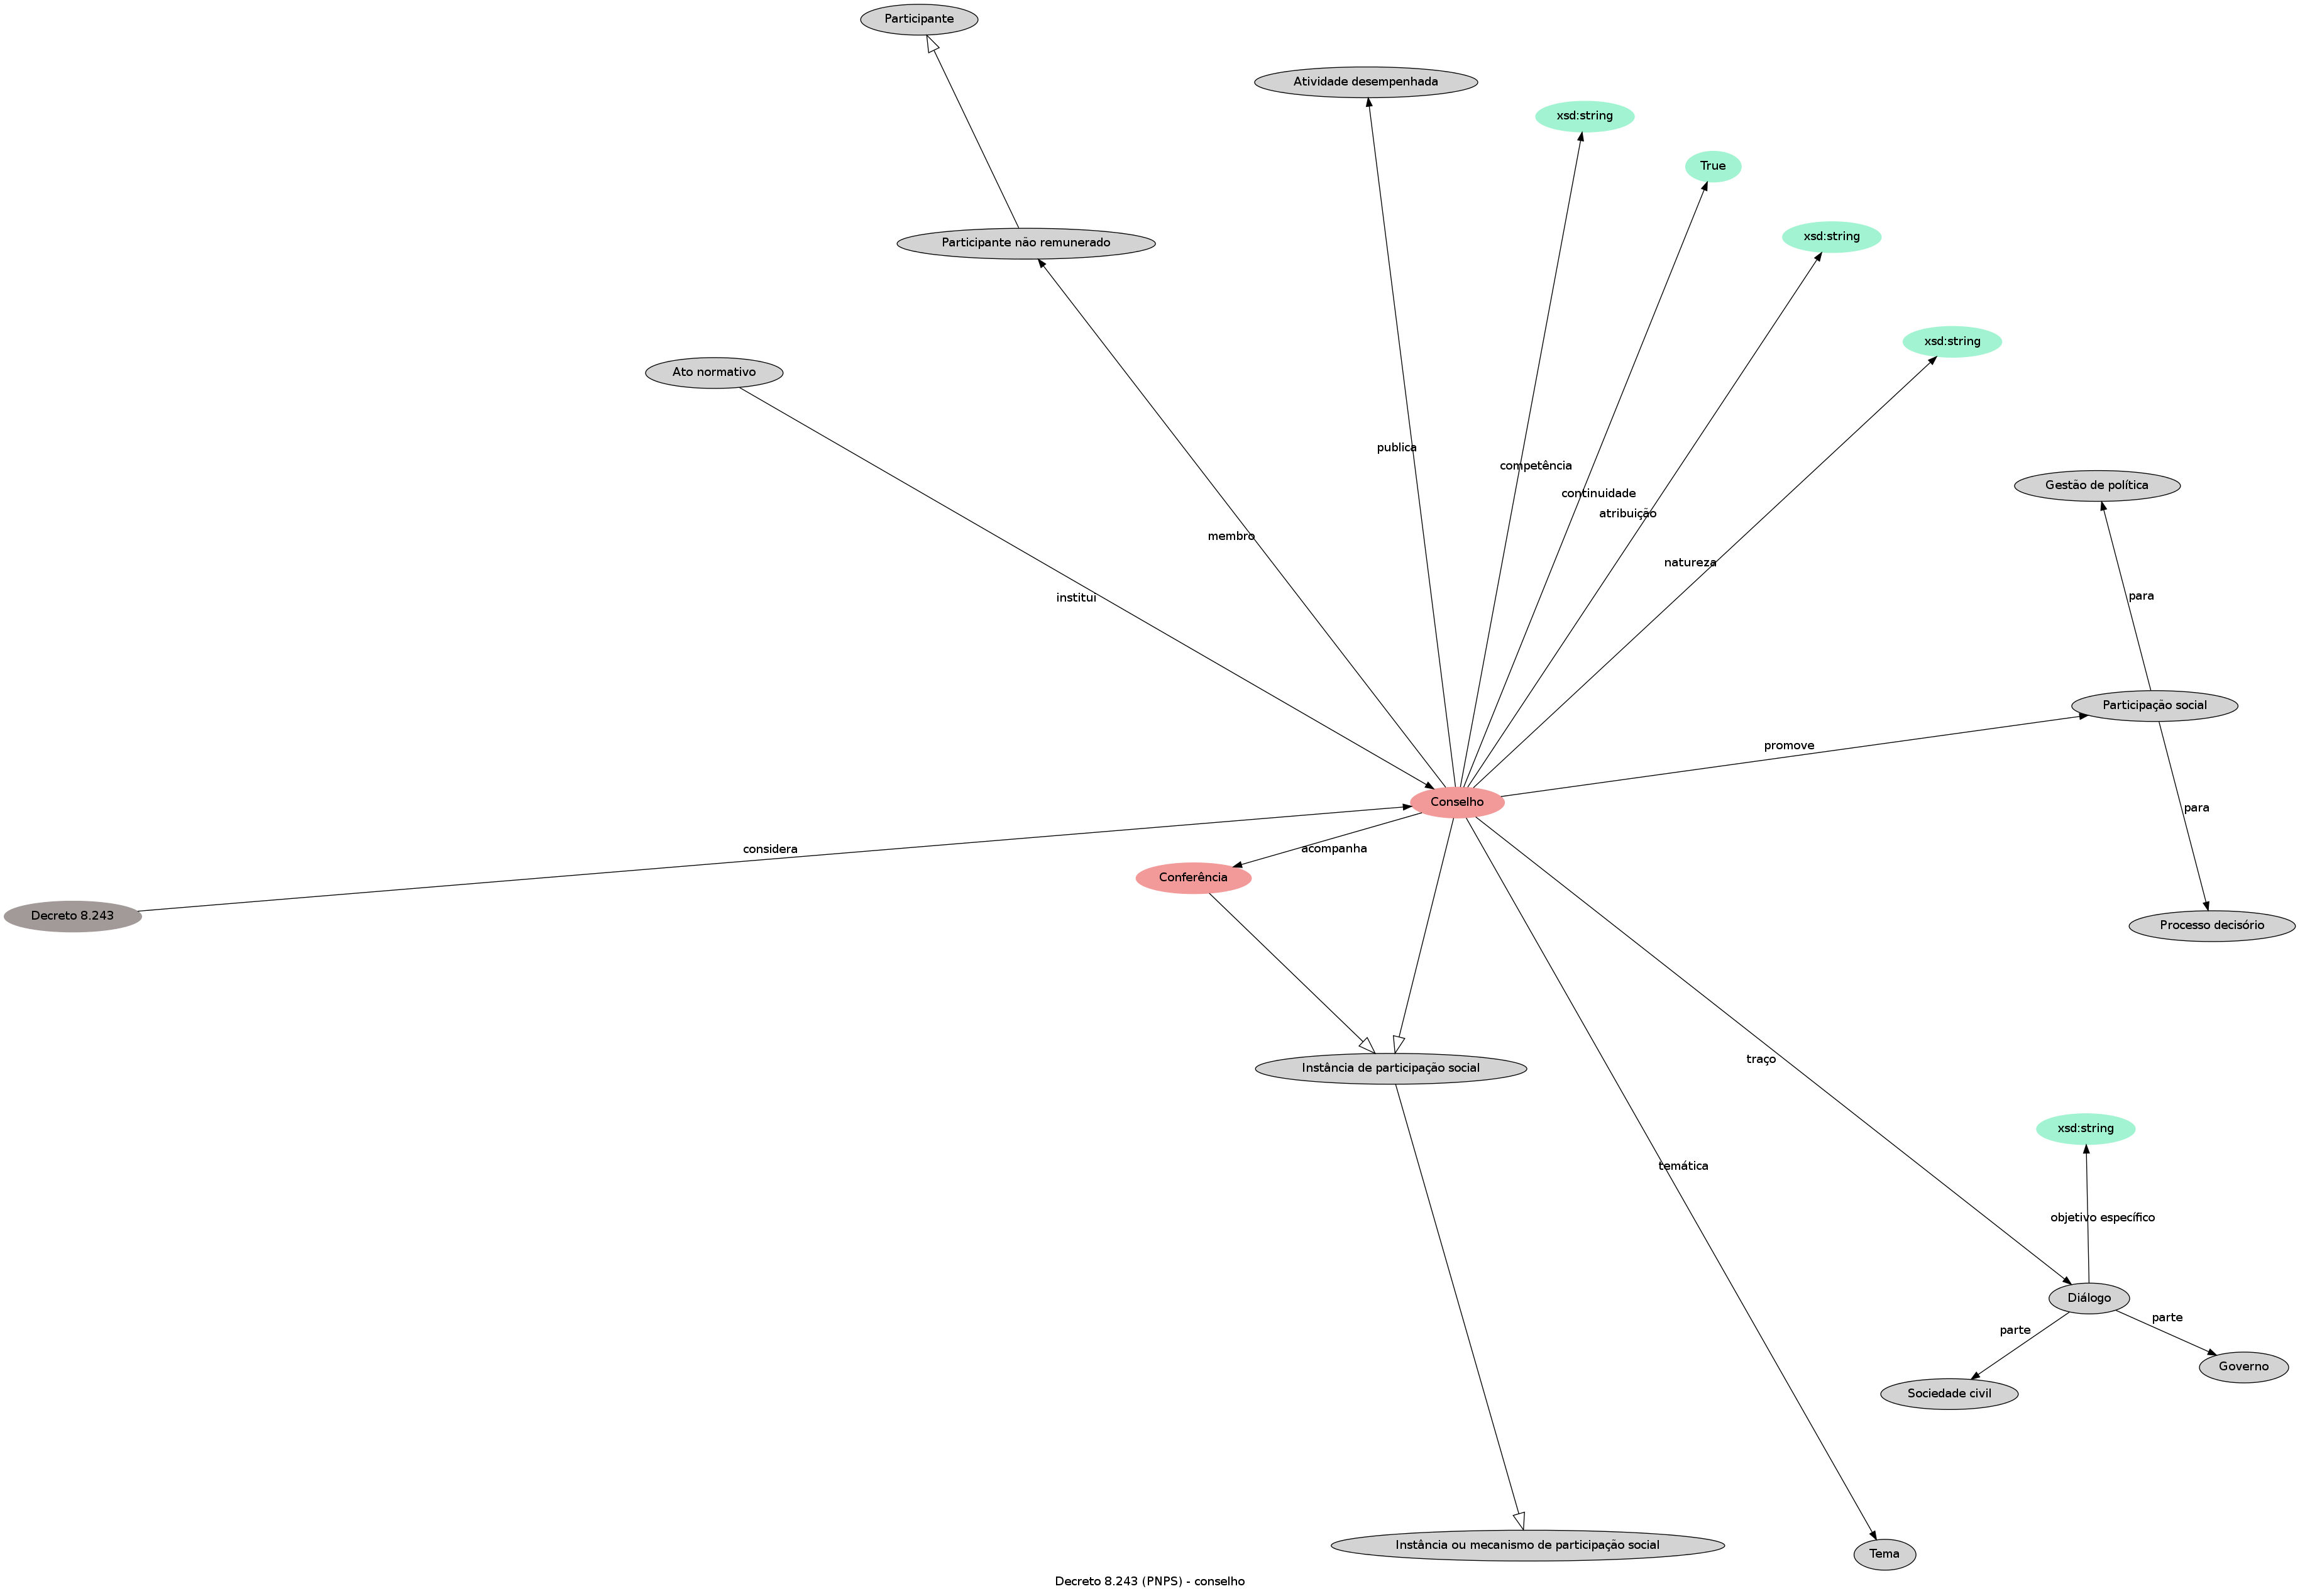 Participante
Atividade desempenhada
xsd:string
True
xsd:string
Participante não remunerado
xsd:string
Ato normativo
publica
competência
Gestão de política
continuidade
atribuição
membro
natureza
para
institui
Participação social
promove
Conselho
para
considera
acompanha
Conferência
Decreto 8.243
Processo decisório
traço
Instância de participação social
xsd:string
temática
objetivo específico
Diálogo
parte
parte
Governo
Sociedade civil
Instância ou mecanismo de participação social
Tema
Decreto 8.243 (PNPS) - conselho